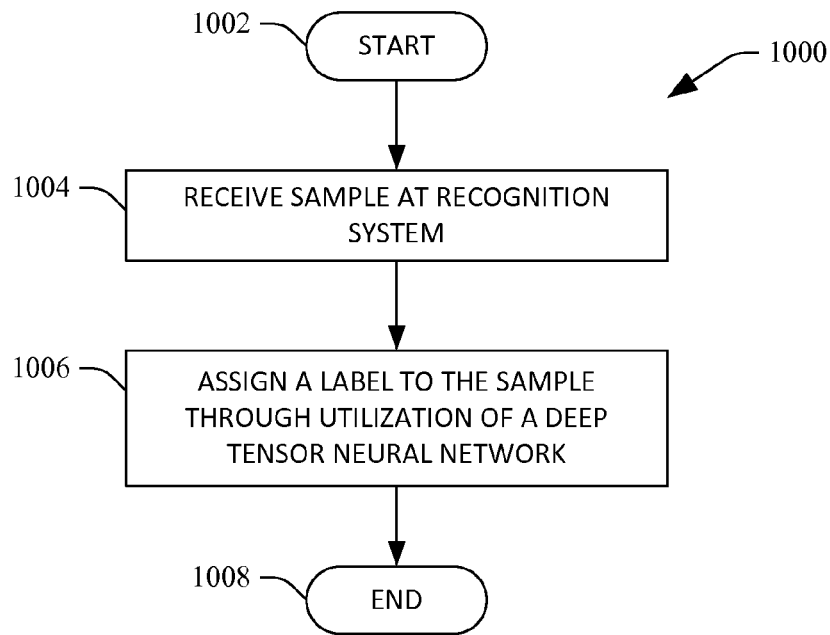 1002
START
1000
1004
RECEIVE SAMPLE AT RECOGNITION
SYSTEM
1006
ASSIGN A LABEL TO THE SAMPLE
THROUGH UTILIZATION OF A DEEP
TENSOR NEURAL NETWORK
1008
END